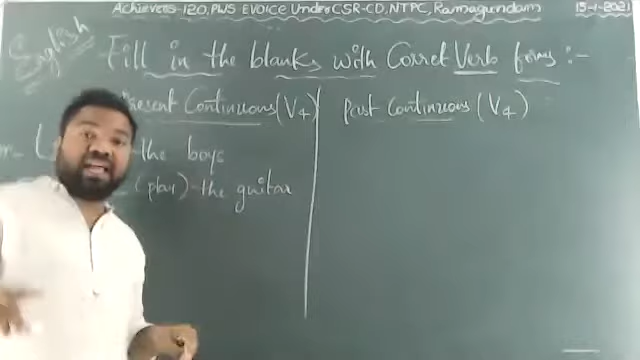 Achievers-120, PWS EVOICE Under CSR-CD, NTPC, Ramagundam 15-1-2021
English
Fill in the blanks with Corret Verb forms :-
Present Continuous (V4)
Past Continuous (V4)
the boys
(play) the guitar